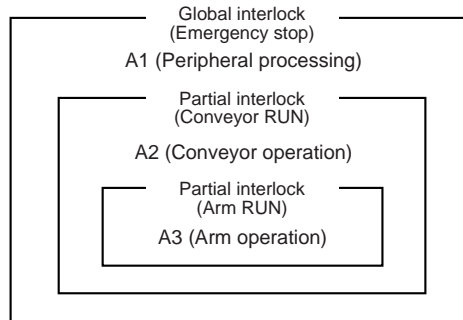 Global interlock
(Emergency stop)
A1 (Peripheral processing)
Partial interlock
(Conveyor RUN)
A2 (Conveyor operation)
Partial interlock
(Arm RUN)
A3 (Arm operation)